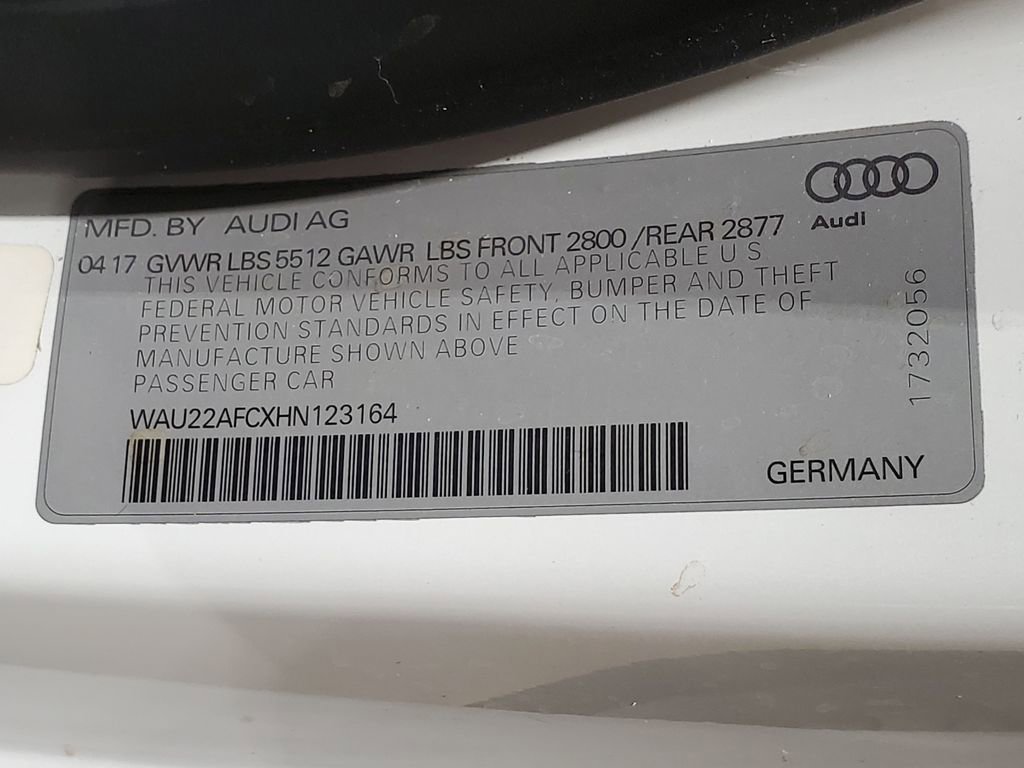 MFD. BY AUDI AG
Audi
04 17 GVWR LBS 5512 GAWR LBS FRONT 2800 / REAR 2877
THIS VEHICLE CONFORMS TO ALL APPLICABLE U S
FEDERAL MOTOR VEHICLE SAFETY, BUMPER AND THEFT
PREVENTION STANDARDS IN EFFECT ON THE DATE OF
MANUFACTURE SHOWN ABOVE
PASSENGER CAR
WAU22AFCXHN123164
GERMANY
1732056